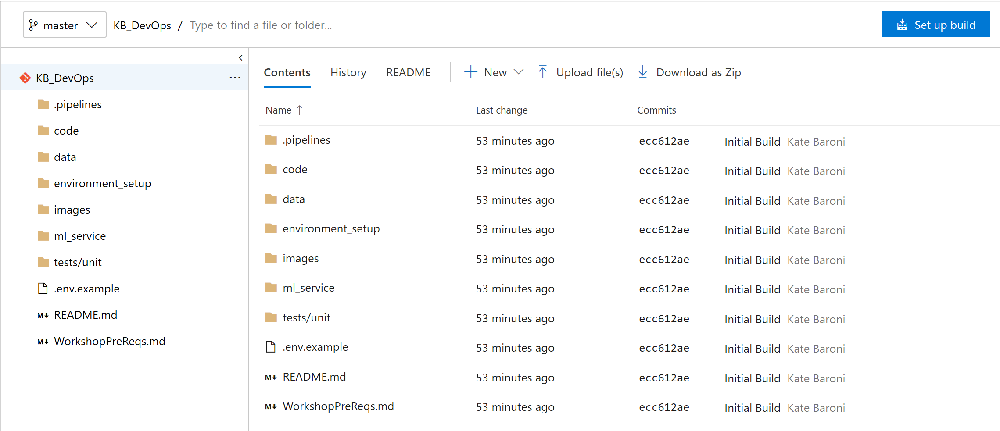 master KB_DevOps / Type to find a file or folder... Set up build
KB_DevOps ...
.pipelines
code
data
environment_setup
images
ml_service
tests/unit
.env.example
README.md
WorkshopPreReqs.md
Contents History README New Upload file(s) Download as Zip
Name Last change Commits
.pipelines 53 minutes ago ecc612ae Initial Build Kate Baroni
code 53 minutes ago ecc612ae Initial Build Kate Baroni
data 53 minutes ago ecc612ae Initial Build Kate Baroni
environment_setup 53 minutes ago ecc612ae Initial Build Kate Baroni
images 53 minutes ago ecc612ae Initial Build Kate Baroni
ml_service 53 minutes ago ecc612ae Initial Build Kate Baroni
tests/unit 53 minutes ago ecc612ae Initial Build Kate Baroni
.env.example 53 minutes ago ecc612ae Initial Build Kate Baroni
README.md 53 minutes ago ecc612ae Initial Build Kate Baroni
WorkshopPreReqs.md 53 minutes ago ecc612ae Initial Build Kate Baroni